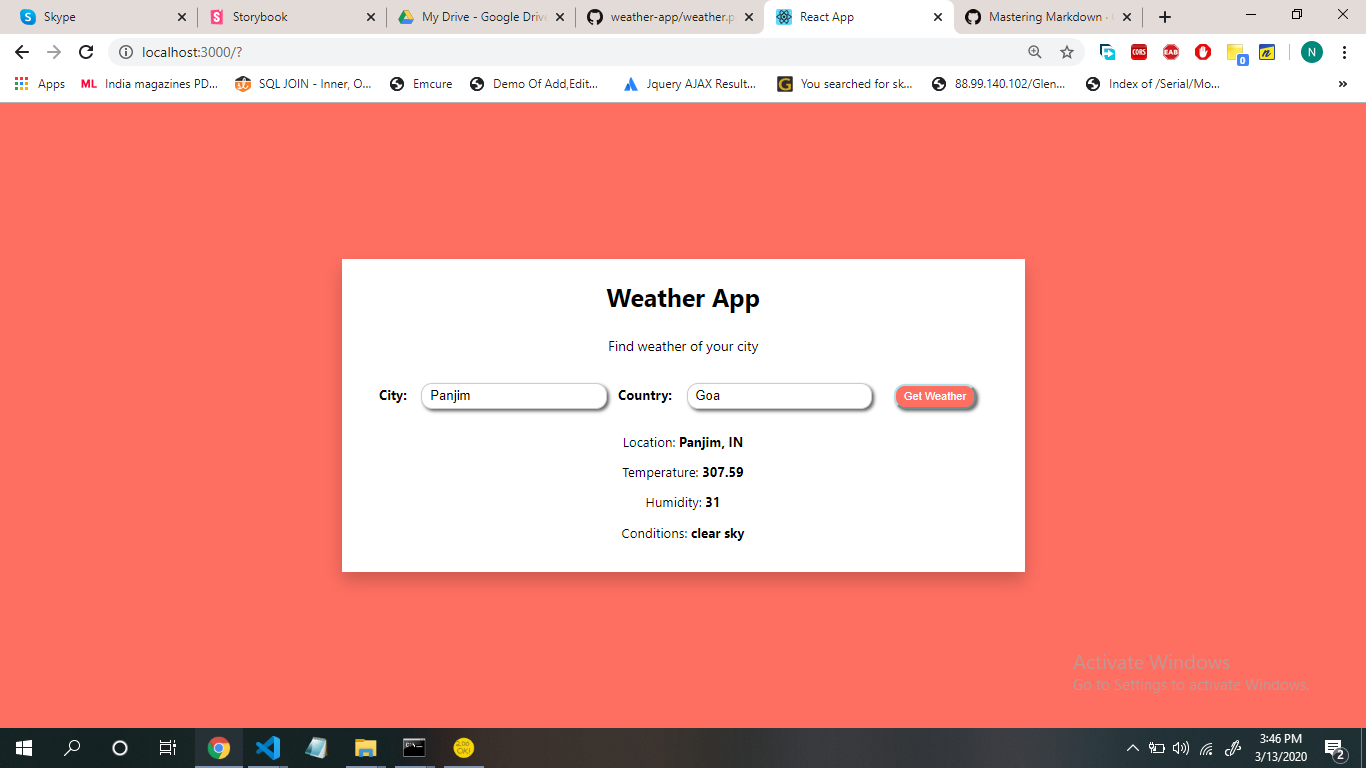 Skype Storybook My Drive - Google Driv weather-app/weather.p React App Mastering Markdown ·
localhost:3000/? N
Apps ML India magazines PD... SQL JOIN - Inner, O... Emcure Demo Of Add,Edit... Jquery AJAX Result... You searched for sk... 88.99.140.102/Glen... Index of /Serial/Mo... »
Weather App
Find weather of your city
City: Panjim Country: Goa Get Weather
Location: Panjim, IN
Temperature: 307.59
Humidity: 31
Conditions: clear sky
Activate Windows
Go to Settings to activate Windows.
3:46 PM
3/13/2020
2